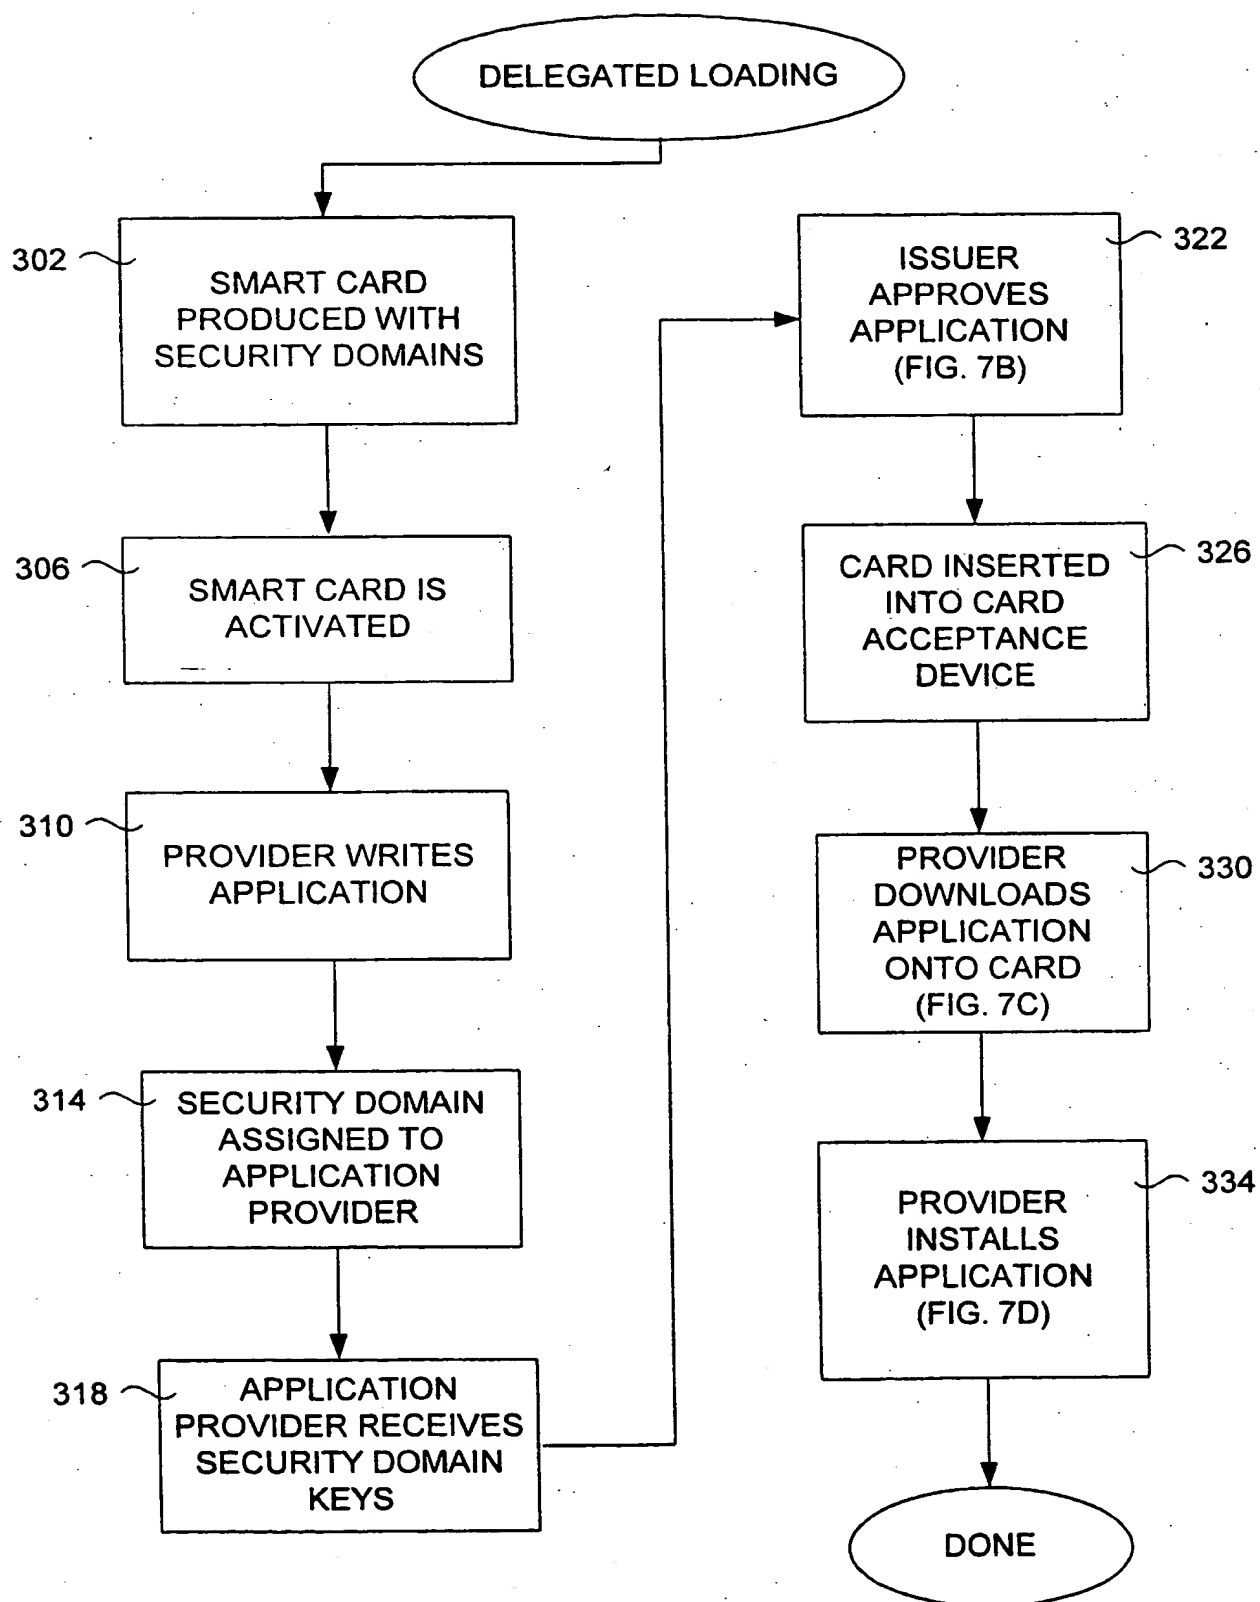 DELEGATED LOADING
302
SMART CARD
PRODUCED WITH
SECURITY DOMAINS
306
SMART CARD IS
ACTIVATED
310
PROVIDER WRITES
APPLICATION
314
SECURITY DOMAIN
ASSIGNED TO
APPLICATION
PROVIDER
318
APPLICATION
PROVIDER RECEIVES
SECURITY DOMAIN
KEYS
322
ISSUER
APPROVES
APPLICATION
(FIG. 7B)
326
CARD INSERTED
INTO CARD
ACCEPTANCE
DEVICE
330
PROVIDER
DOWNLOADS
APPLICATION
ONTO CARD
(FIG. 7C)
334
PROVIDER
INSTALLS
APPLICATION
(FIG. 7D)
DONE